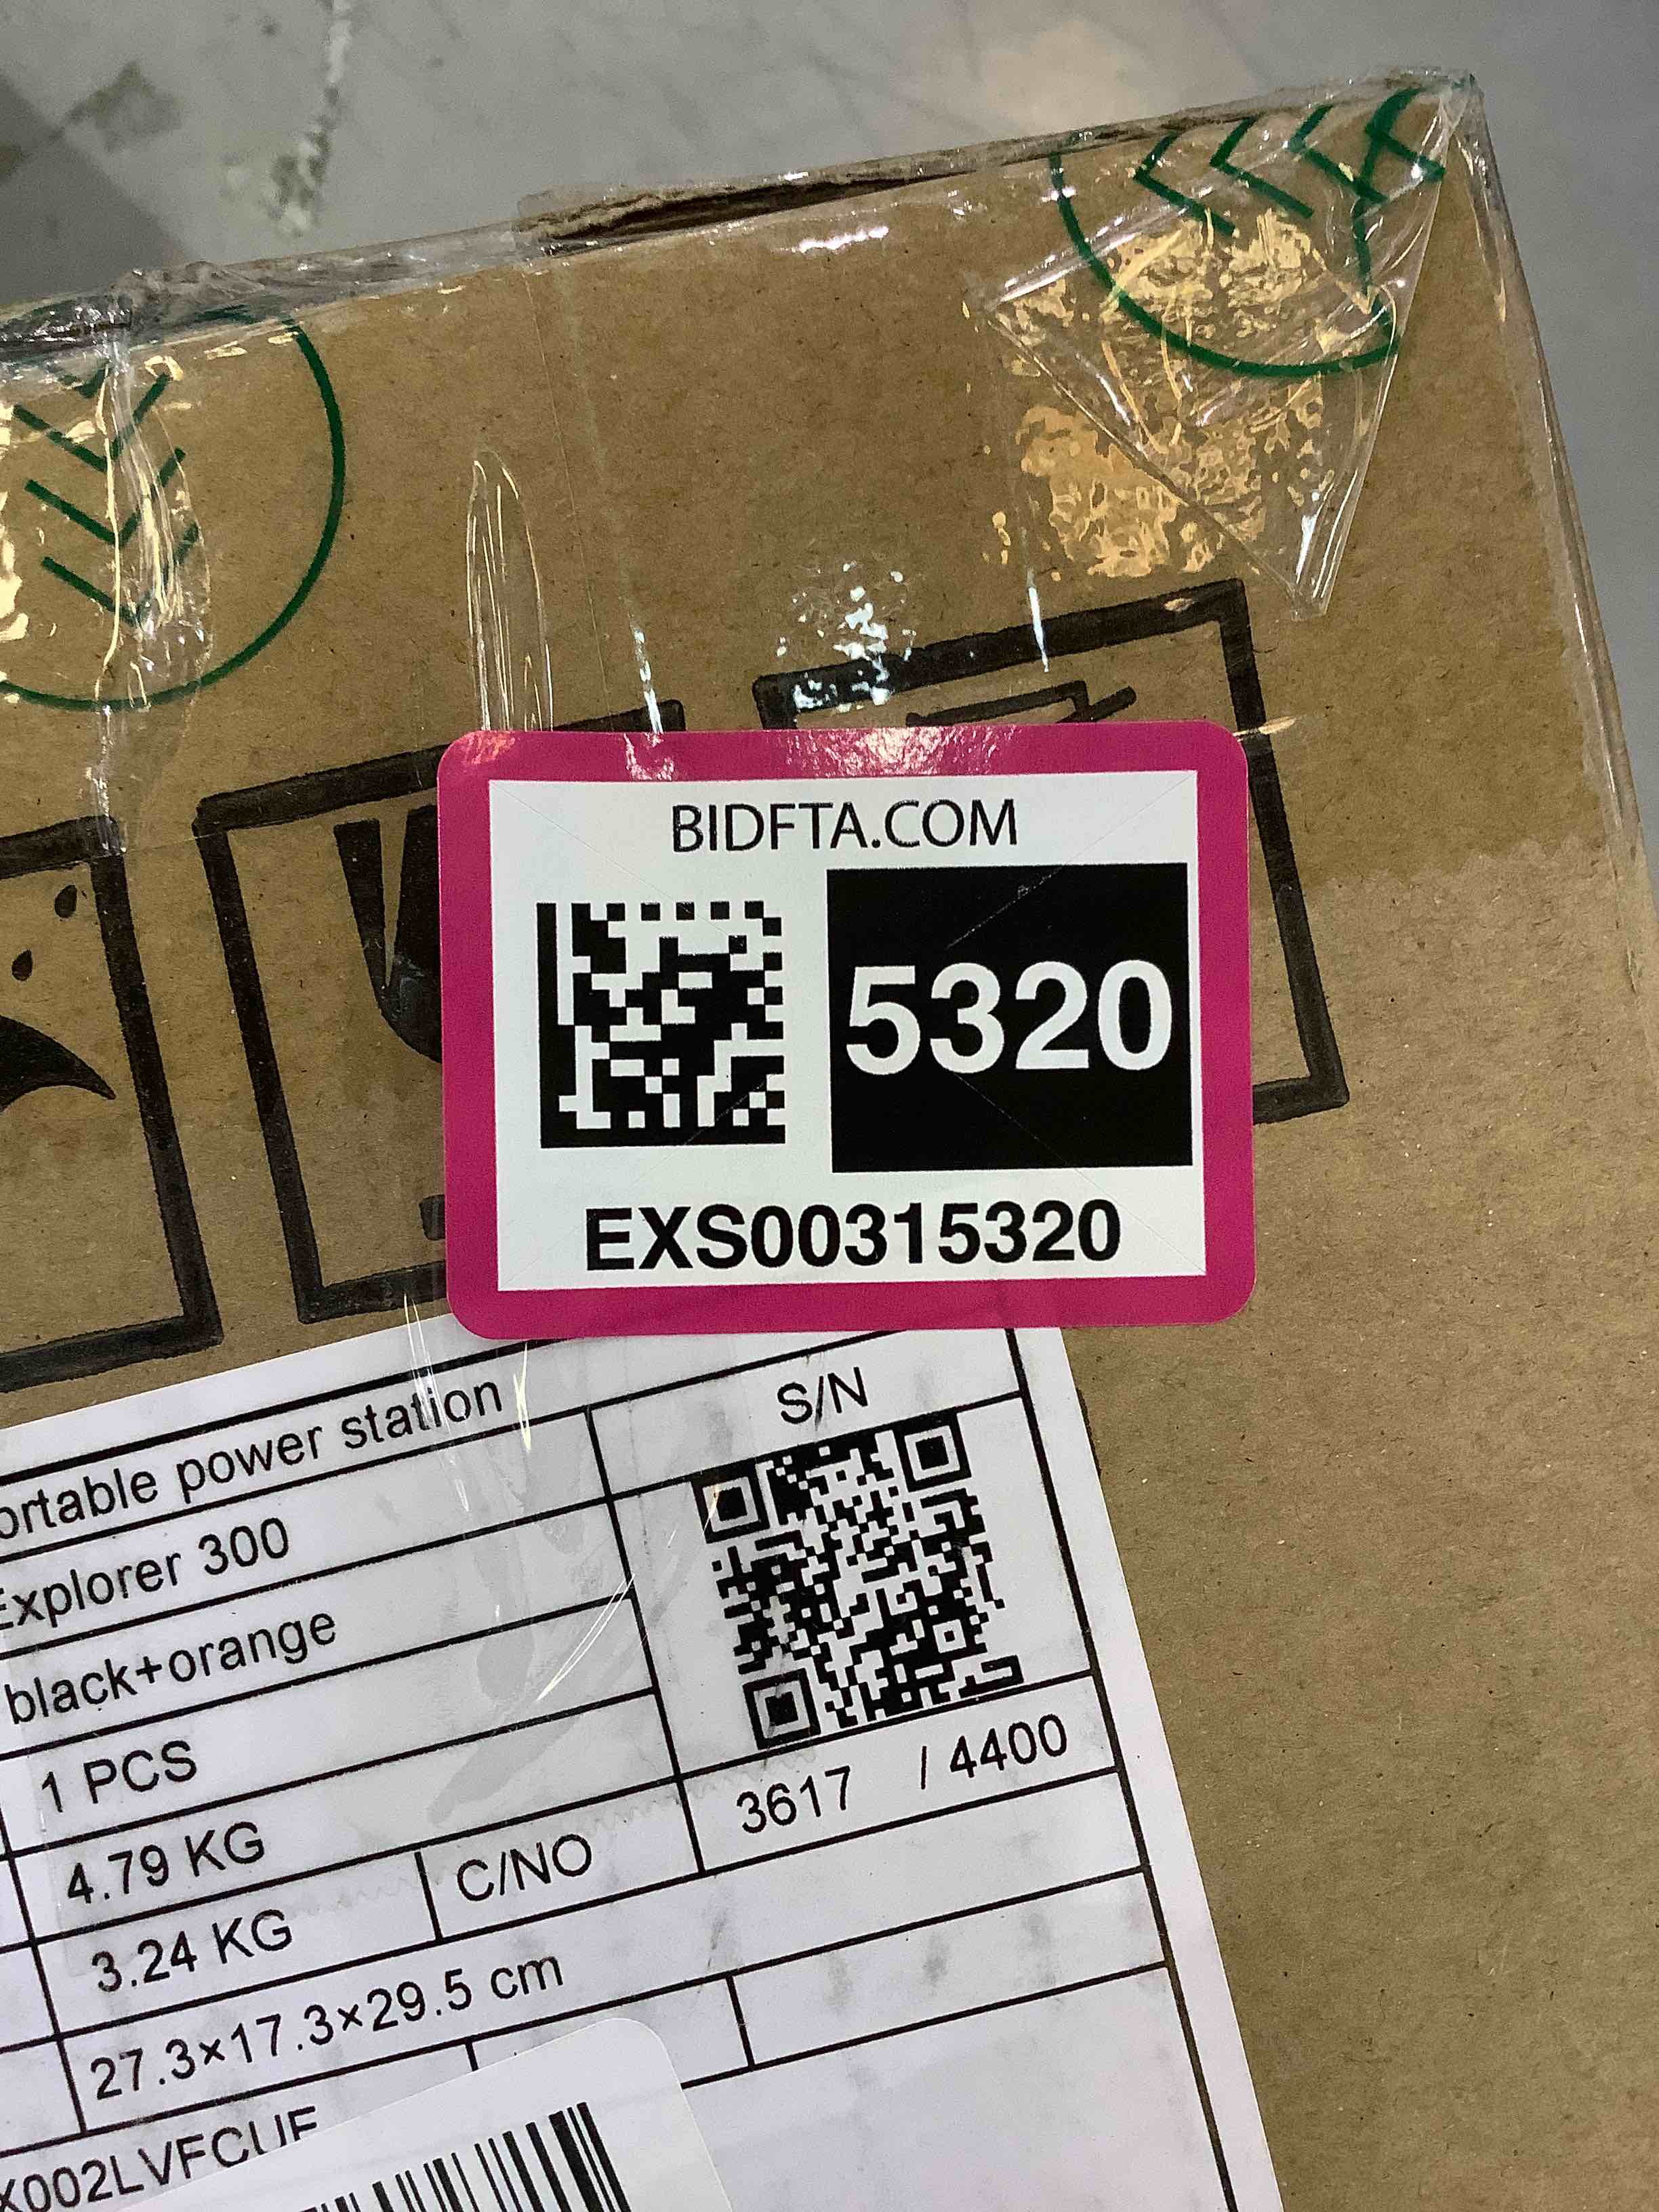 BIDFTA.COM
5320
EXS00315320
ortable power station
S/N
Explorer 300
black+orange
1 PCS
3617 / 4400
4.79 KG
C/NO
3.24 KG
27.3×17.3×29.5 cm
X002LVFCUF